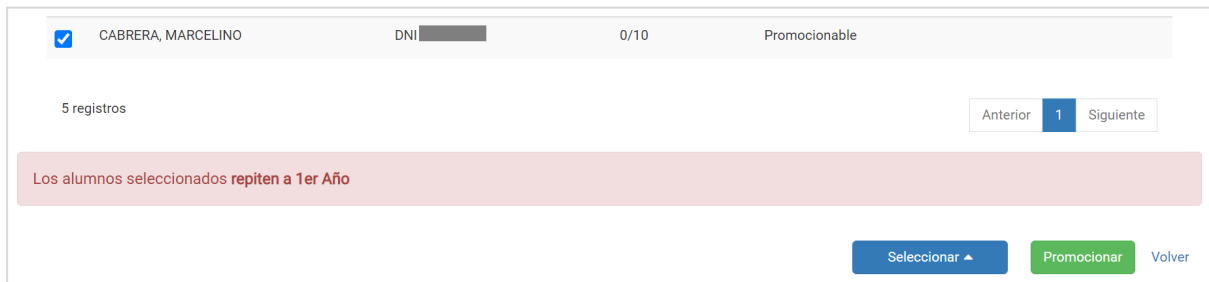 CABRERA, MARCELINO DNI 0/10 Promocionable
5 registros
Anterior 1 Siguiente
Los alumnos seleccionados repiten a 1er Año
Seleccionar Promocionar Volver